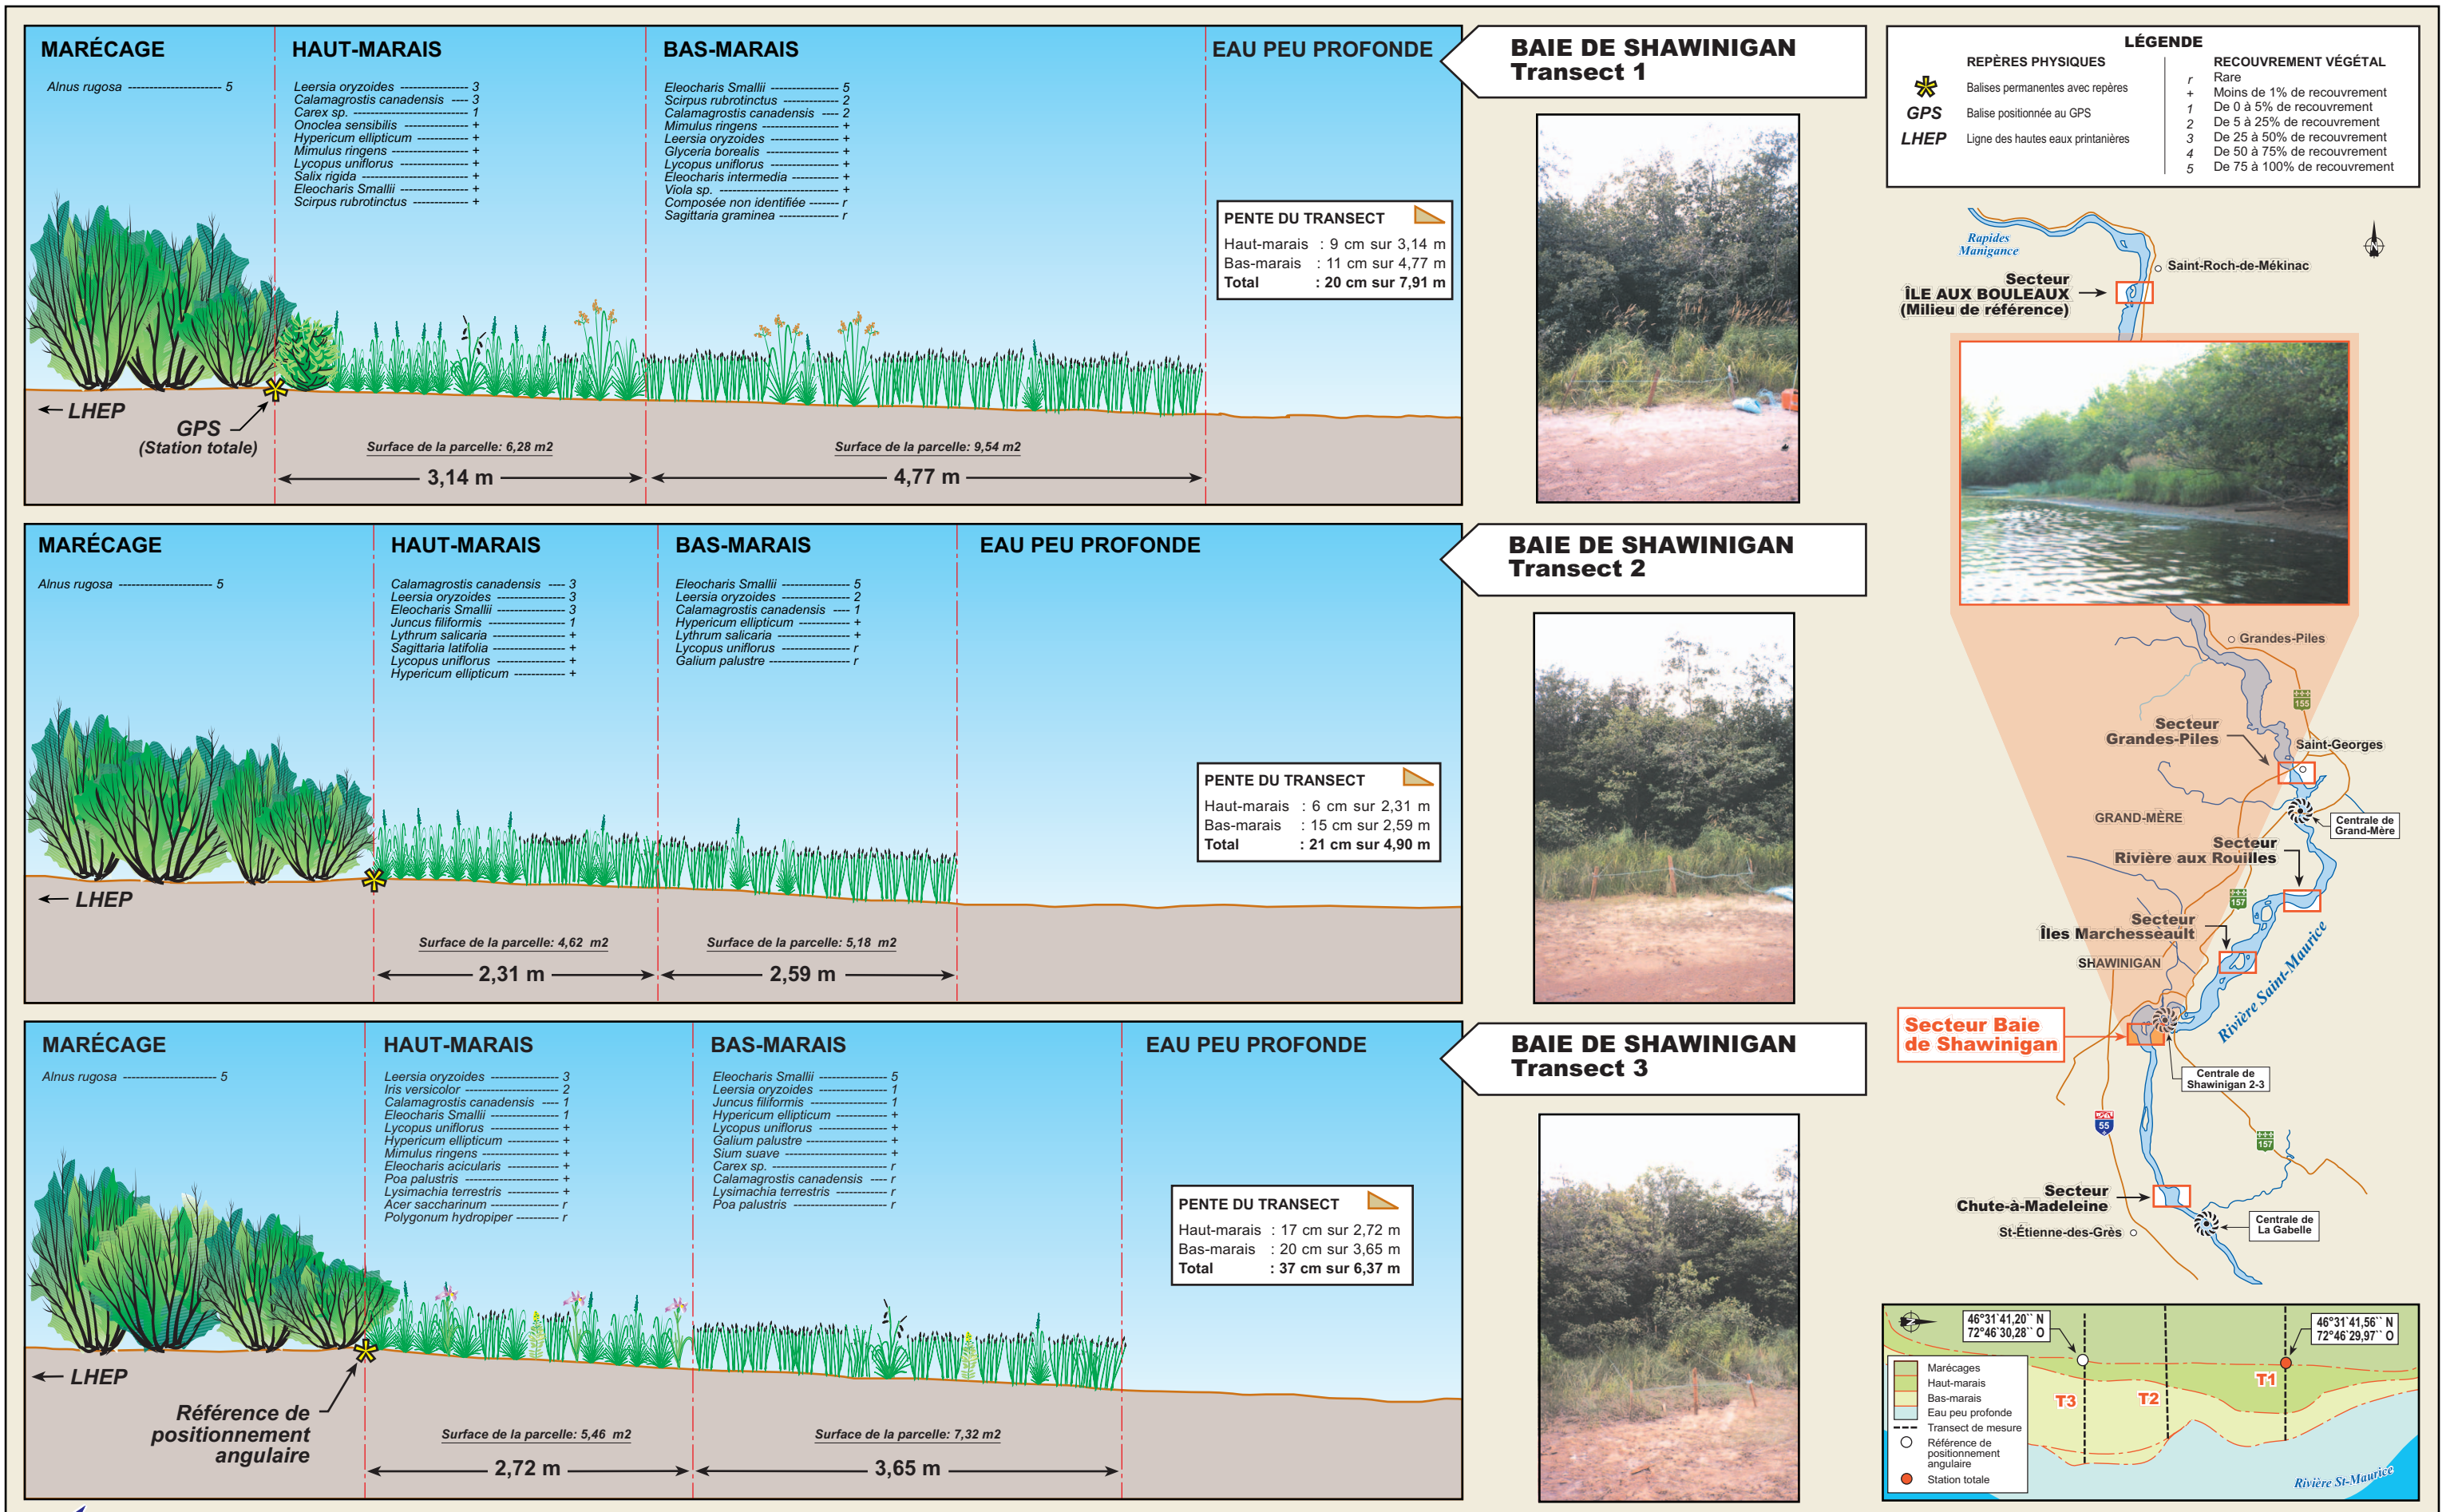 MARÉCAGE
Alnus rugosa ---------------------- 5
HAUT-MARAIS
Leersia oryzoides ---------------- 3
Calamagrostis canadensis ---- 3
Carex sp. --------------------------- 1
Onoclea sensibilis --------------- +
Hypericum ellipticum ------------ +
Mimulus ringens ------------------ +
Lycopus uniflorus ---------------- +
Salix rigida ------------------------- +
Eleocharis Smallii ---------------- +
Scirpus rubrotinctus ------------- +
BAS-MARAIS
Eleocharis Smallii ---------------- 5
Scirpus rubrotinctus ------------- 2
Calamagrostis canadensis ---- 2
Mimulus ringens ------------------ +
Leersia oryzoides ---------------- +
Glyceria borealis ----------------- +
Lycopus uniflorus ---------------- +
Eleocharis intermedia ----------- +
Viola sp. ---------------------------- +
Composée non identifiée ------- r
Sagittaria graminea -------------- r
EAU PEU PROFONDE
PENTE DU TRANSECT
Haut-marais : 9 cm sur 3,14 m
Bas-marais : 11 cm sur 4,77 m
Total : 20 cm sur 7,91 m
LHEP
GPS
(Station totale)
Surface de la parcelle: 6,28 m2
3,14 m
Surface de la parcelle: 9,54 m2
4,77 m
BAIE DE SHAWINIGAN
Transect 1
MARÉCAGE
Alnus rugosa ---------------------- 5
HAUT-MARAIS
Calamagrostis canadensis ---- 3
Leersia oryzoides ---------------- 3
Eleocharis Smallii ---------------- 3
Juncus filiformis ------------------ 1
Lythrum salicaria ----------------- +
Sagittaria latifolia ----------------- +
Lycopus uniflorus ---------------- +
Hypericum ellipticum ------------ +
BAS-MARAIS
Eleocharis Smallii ---------------- 5
Leersia oryzoides ---------------- 2
Calamagrostis canadensis ---- 1
Hypericum ellipticum ------------ +
Lythrum salicaria ----------------- +
Lycopus uniflorus ---------------- r
Galium palustre ------------------- r
EAU PEU PROFONDE
PENTE DU TRANSECT
Haut-marais : 6 cm sur 2,31 m
Bas-marais : 15 cm sur 2,59 m
Total : 21 cm sur 4,90 m
LHEP
Surface de la parcelle: 4,62 m2
2,31 m
Surface de la parcelle: 5,18 m2
2,59 m
BAIE DE SHAWINIGAN
Transect 2
MARÉCAGE
Alnus rugosa ---------------------- 5
HAUT-MARAIS
Leersia oryzoides ---------------- 3
Iris versicolor ---------------------- 2
Calamagrostis canadensis ---- 1
Eleocharis Smallii ---------------- 1
Lycopus uniflorus ---------------- +
Hypericum ellipticum ------------ +
Mimulus ringens ------------------ +
Eleocharis acicularis ------------ +
Poa palustris ---------------------- +
Lysimachia terrestris ------------ +
Acer saccharinum --------------- r
Polygonum hydropiper ---------- r
BAS-MARAIS
Eleocharis Smallii ---------------- 5
Leersia oryzoides ---------------- 1
Juncus filiformis ------------------ 1
Hypericum ellipticum ------------ +
Lycopus uniflorus ---------------- +
Galium palustre ------------------- +
Sium suave ------------------------ +
Carex sp. --------------------------- r
Calamagrostis canadensis ---- r
Lysimachia terrestris ------------ r
Poa palustris ---------------------- r
EAU PEU PROFONDE
PENTE DU TRANSECT
Haut-marais : 17 cm sur 2,72 m
Bas-marais : 20 cm sur 3,65 m
Total : 37 cm sur 6,37 m
LHEP
Référence de
positionnement
angulaire
Surface de la parcelle: 5,46 m2
2,72 m
Surface de la parcelle: 7,32 m2
3,65 m
BAIE DE SHAWINIGAN
Transect 3
LÉGENDE
REPÈRES PHYSIQUES
Balises permanentes avec repères
GPS Balise positionnée au GPS
LHEP Ligne des hautes eaux printanières
RECOUVREMENT VÉGÉTAL
r Rare
+ Moins de 1% de recouvrement
1 De 0 à 5% de recouvrement
2 De 5 à 25% de recouvrement
3 De 25 à 50% de recouvrement
4 De 50 à 75% de recouvrement
5 De 75 à 100% de recouvrement
Rapides
Manigance
N
Saint-Roch-de-Mékinac
Secteur
ÎLE AUX BOULEAUX
(Milieu de référence)
Grandes-Piles
155
Secteur
Grandes-Piles
Saint-Georges
GRAND-MÈRE
Centrale de
Grand-Mère
Secteur
Rivière aux Rouilles
157
Secteur
Îles Marchesseault
SHAWINIGAN
Rivière Saint-Maurice
Secteur Baie
de Shawinigan
Centrale de
Shawinigan 2-3
55
157
Secteur
Chute-à-Madeleine
St-Étienne-des-Grès
Centrale de
La Gabelle
N
46°31`41,20`` N
72°46`30,28`` O
46°31`41,56`` N
72°46`29,97`` O
Marécages
Haut-marais
Bas-marais
Eau peu profonde
Transect de mesure
Référence de
positionnement
angulaire
Station totale
T3
T2
T1
Rivière St-Maurice